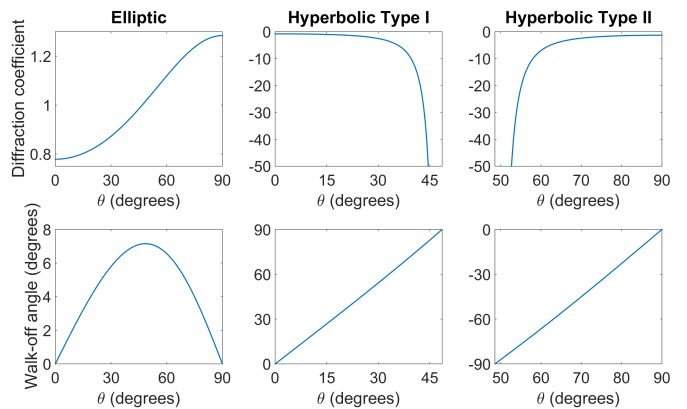 Elliptic
Hyperbolic Type I
Hyperbolic Type II
Diffraction coefficient
1.2
1
0.8
0 30 60 90
θ (degrees)
0
-10
-20
-30
-40
-50
0 15 30 45
θ (degrees)
0
-10
-20
-30
-40
-50
50 60 70 80 90
θ (degrees)
Walk-off angle (degrees)
8
6
4
2
0
0 30 60 90
θ (degrees)
90
60
30
0
0 15 30 45
θ (degrees)
0
-30
-60
-90
50 60 70 80 90
θ (degrees)